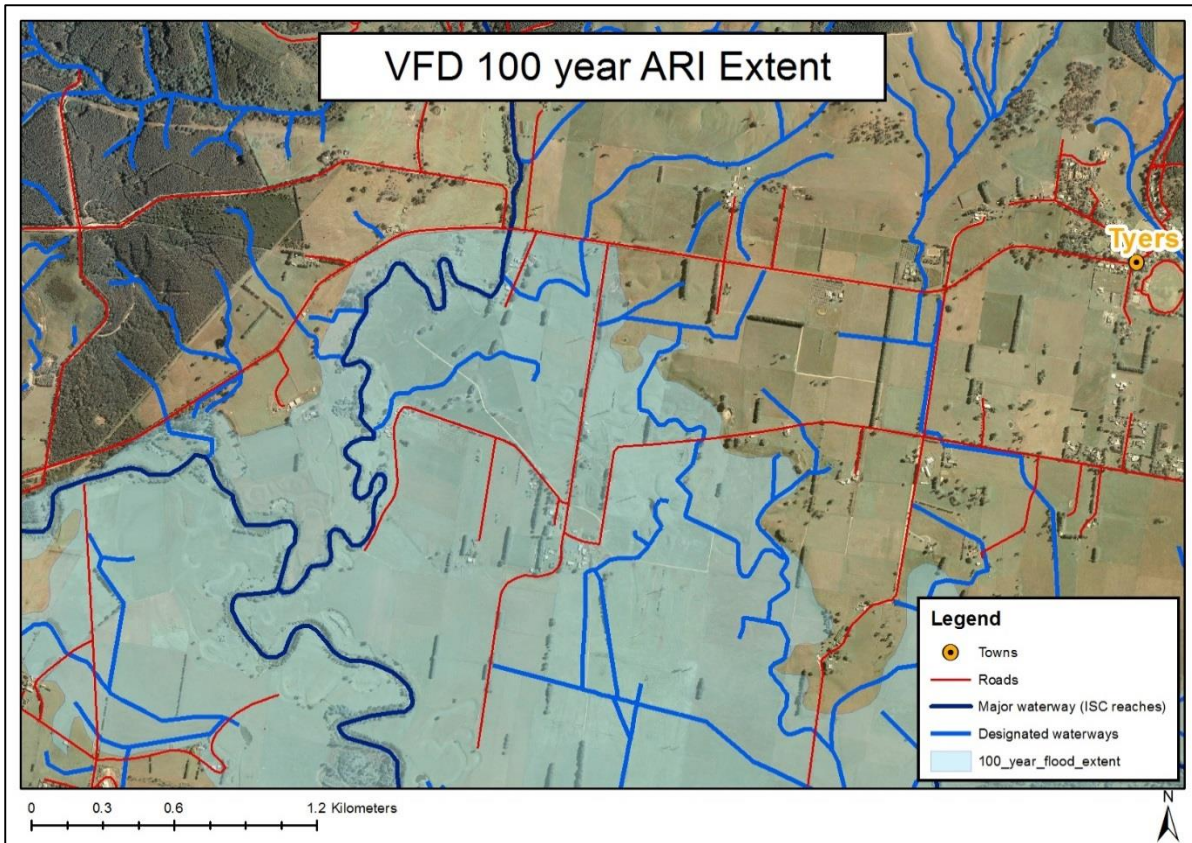 VFD 100 year ARI Extent
Tyers
Legend
Towns
Roads
Major waterway (ISC reaches)
Designated waterways
100_year_flood_extent
0 0.3 0.6 1.2 Kilometers
N